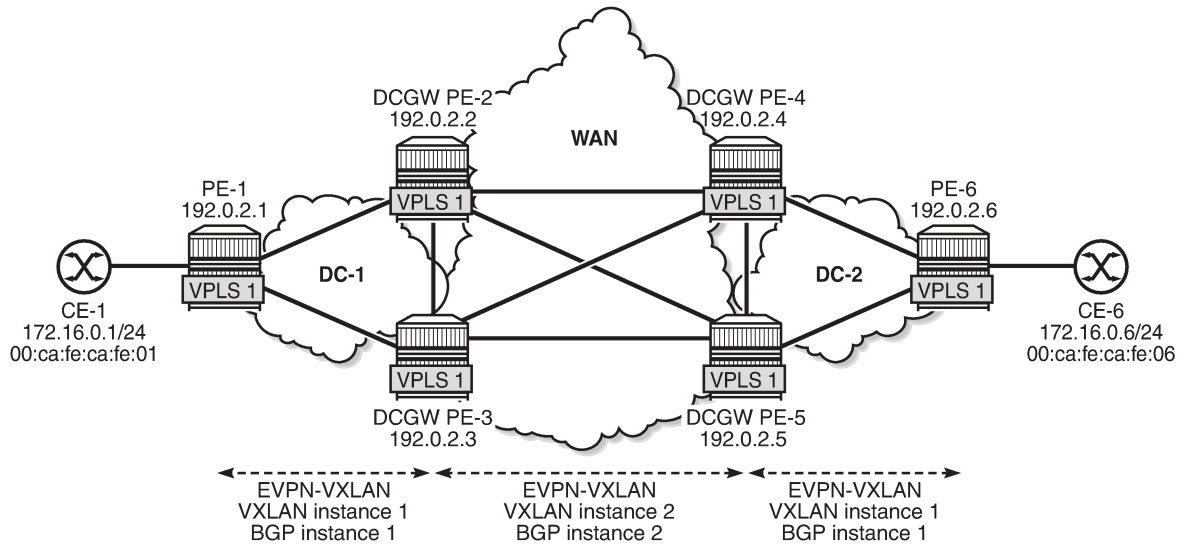 DCGW PE-2
192.0.2.2
DCGW PE-4
192.0.2.4
WAN
PE-1
192.0.2.1
VPLS 1
VPLS 1
PE-6
192.0.2.6
DC-1
DC-2
VPLS 1
VPLS 1
CE-1
172.16.0.1/24
00:ca:fe:ca:fe:01
CE-6
172.16.0.6/24
00:ca:fe:ca:fe:06
VPLS 1
VPLS 1
DCGW PE-3
192.0.2.3
DCGW PE-5
192.0.2.5
EVPN-VXLAN
VXLAN instance 1
BGP instance 1
EVPN-VXLAN
VXLAN instance 2
BGP instance 2
EVPN-VXLAN
VXLAN instance 1
BGP instance 1